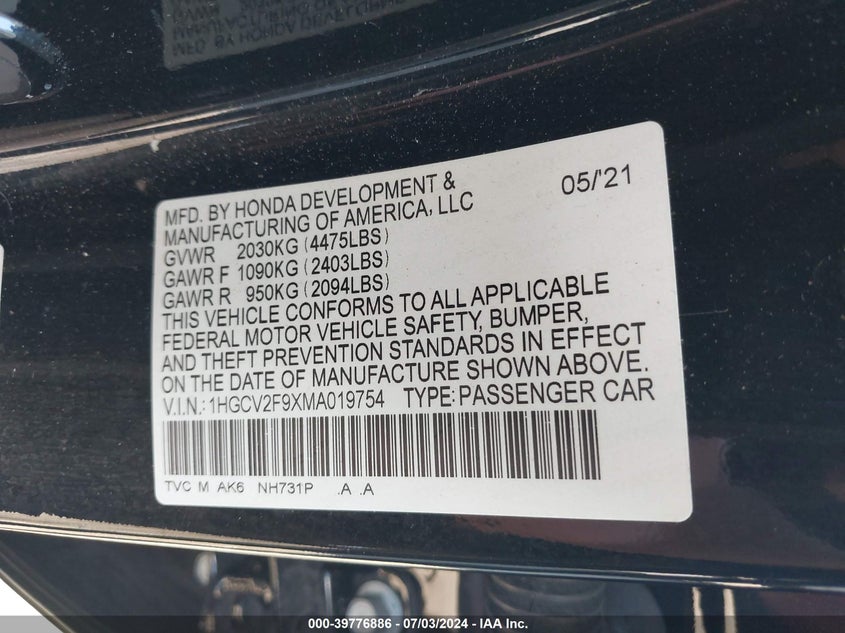 MFD. BY HONDA DEVELOPMENT & 05/'21
MANUFACTURING OF AMERICA, LLC
GVWR 2030KG (4475LBS)
GAWR F 1090KG (2403LBS)
GAWR R 950KG (2094LBS)
THIS VEHICLE CONFORMS TO ALL APPLICABLE
FEDERAL MOTOR VEHICLE SAFETY, BUMPER,
AND THEFT PREVENTION STANDARDS IN EFFECT
ON THE DATE OF MANUFACTURE SHOWN ABOVE.
V.I.N.: 1HGCV2F9XMA019754 TYPE: PASSENGER CAR
TVC M AK6 NH731P .A .A
000-39776886 - 07/03/2024 - IAA Inc.